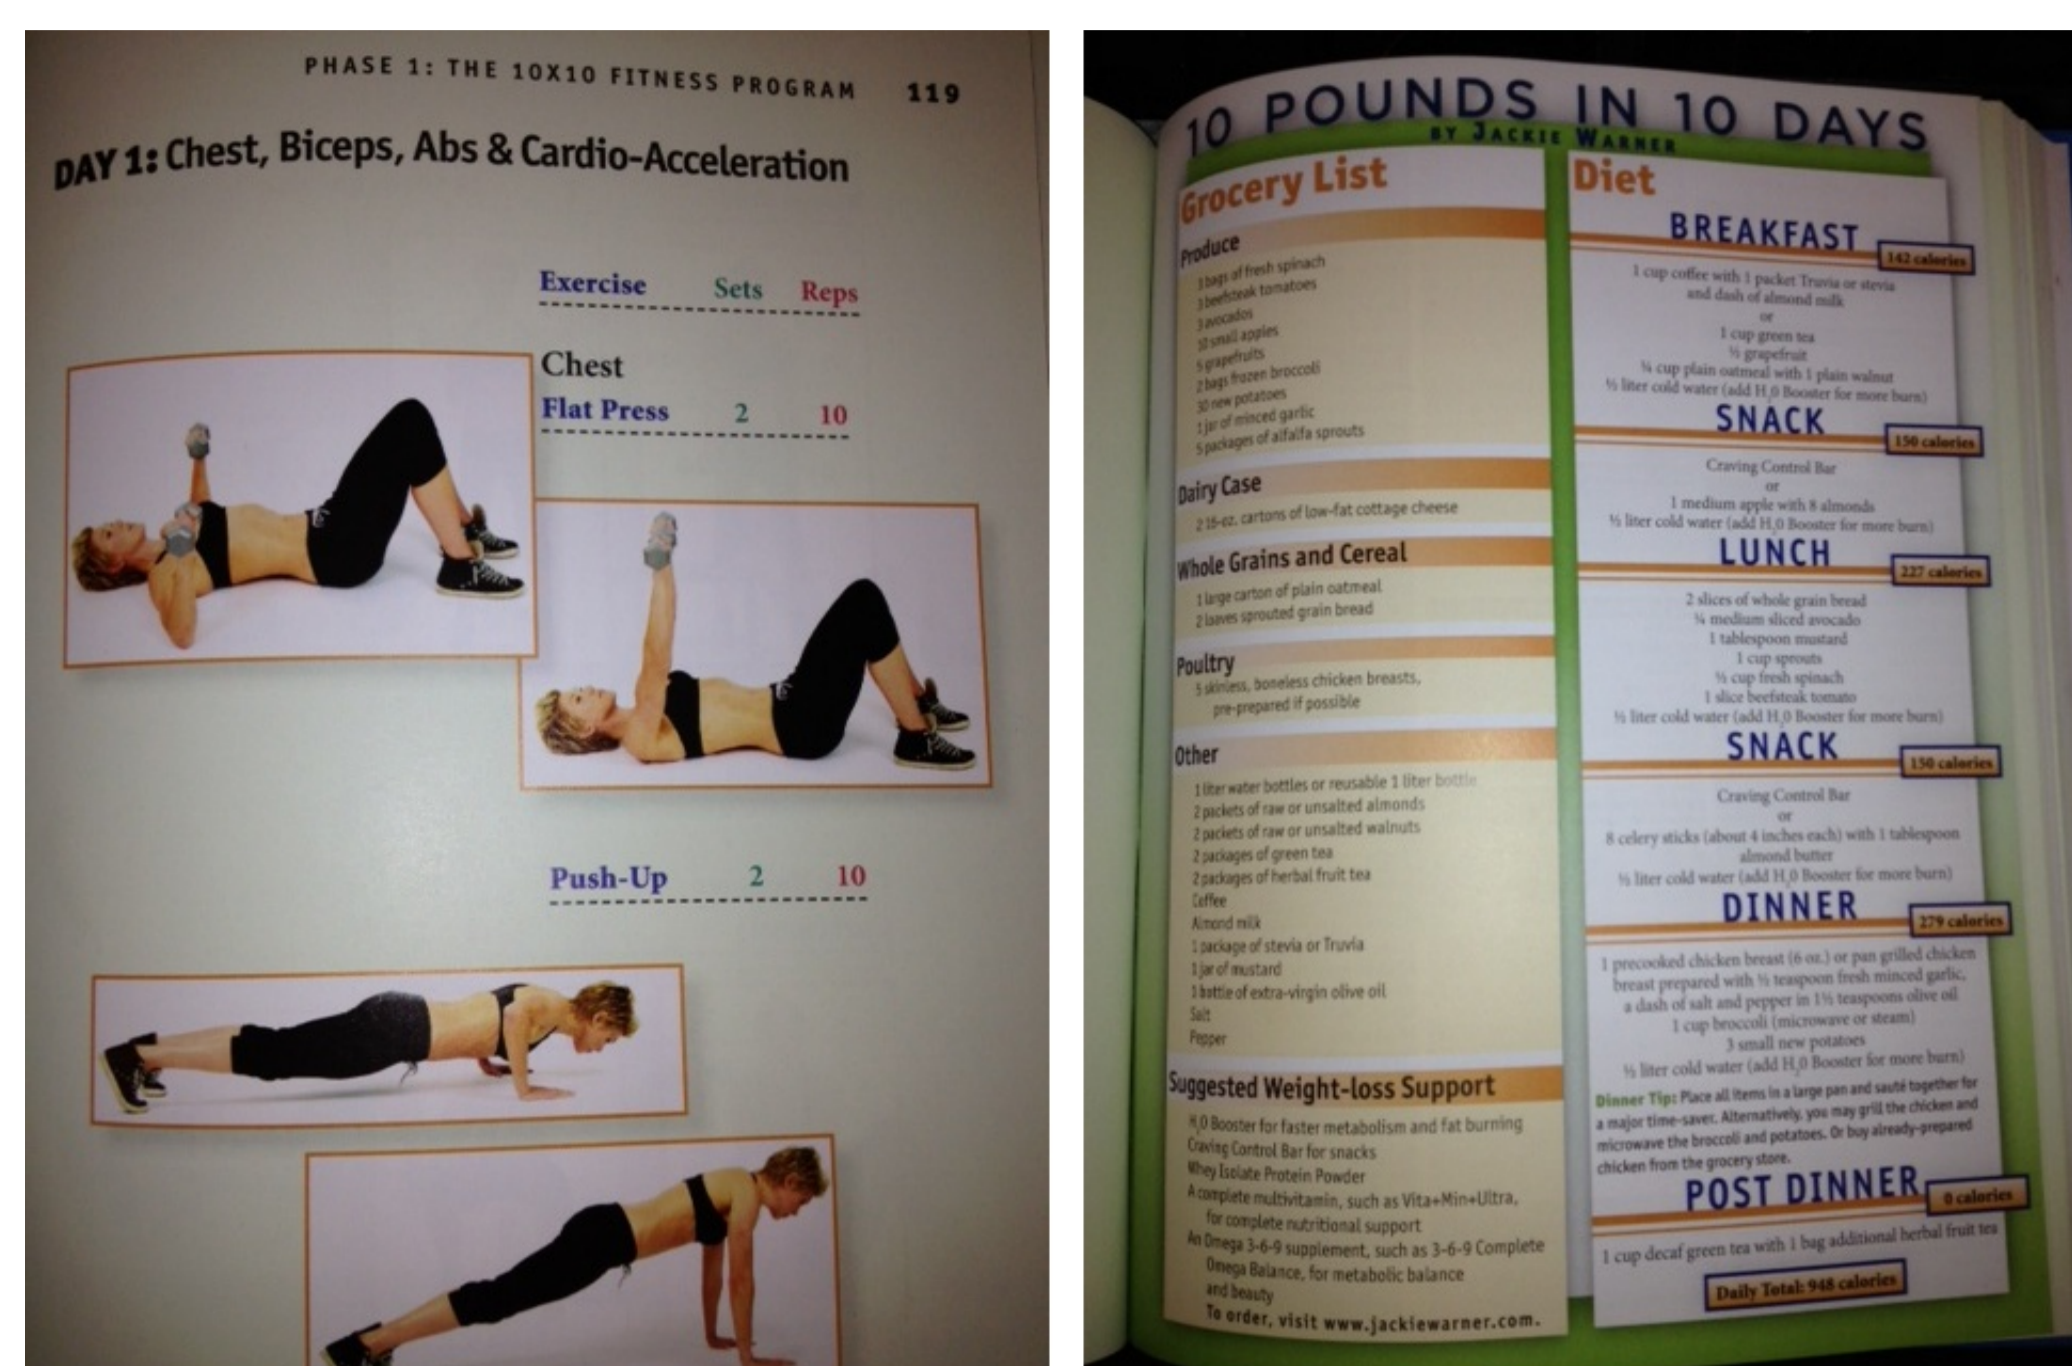 PHASE 1: THE 10X10 FITNESS PROGRAM 119
DAY 1: Chest, Biceps, Abs & Cardio-Acceleration
Exercise Sets Reps
Chest
Flat Press 2 10
Push-Up 2 10
10 POUNDS IN 10 DAYS
BY JACKIE WARNER
Grocery List
Produce
3 bags of fresh spinach
3 beefsteak tomatoes
3 avocados
10 small apples
5 grapefruits
2 bags frozen broccoli
30 new potatoes
1 jar of minced garlic
5 packages of alfalfa sprouts
Dairy Case
2 16-oz. cartons of low-fat cottage cheese
Whole Grains and Cereal
1 large carton of plain oatmeal
2 loaves sprouted grain bread
Poultry
5 skinless, boneless chicken breasts,
pre-prepared if possible
Other
1 liter water bottles or reusable 1 liter bottle
2 packets of raw or unsalted almonds
2 packets of raw or unsalted walnuts
2 packages of green tea
2 packages of herbal fruit tea
Coffee
Almond milk
1 package of stevia or Truvia
1 jar of mustard
1 bottle of extra-virgin olive oil
Salt
Pepper
Suggested Weight-loss Support
H₂0 Booster for faster metabolism and fat burning
Craving Control Bar for snacks
Whey Isolate Protein Powder
A complete multivitamin, such as Vita+Min+Ultra,
for complete nutritional support
An Omega 3-6-9 supplement, such as 3-6-9 Complete
Omega Balance, for metabolic balance
and beauty
To order, visit www.jackiewarner.com.
Diet
BREAKFAST
142 calories
1 cup coffee with 1 packet Truvia or stevia
and dash of almond milk
or
1 cup green tea
½ grapefruit
cup plain oatmeal with 1 plain walnut
liter cold water (add H₂0 Booster for more burn)
SNACK
150 calories
Craving Control Bar
or
1 medium apple with 8 almonds
liter cold water (add H₂0 Booster for more burn)
LUNCH
227 calories
2 slices of whole grain bread
¼ medium sliced avocado
1 tablespoon mustard
1 cup sprouts
cup fresh spinach
1 slice beefsteak tomato
liter cold water (add H₂0 Booster for more burn)
SNACK
150 calories
Craving Control Bar
or
8 celery sticks (about 4 inches each) with 1 tablespoon
almond butter
liter cold water (add H₂0 Booster for more burn)
DINNER
279 calories
1 precooked chicken breast (6 oz.) or pan grilled chicken
breast prepared with ½ teaspoon fresh minced garlic,
a dash of salt and pepper in 1½ teaspoons olive oil
1 cup broccoli (microwave or steam)
3 small new potatoes
liter cold water (add H₂0 Booster for more burn)
Dinner Tip: Place all items in a large pan and sauté together for
a major time-saver. Alternatively, you may grill the chicken and
microwave the broccoli and potatoes. Or buy already-prepared
chicken from the grocery store.
POST DINNER
0 calories
1 cup decaf green tea with 1 bag additional herbal fruit tea
Daily Total: 948 calories